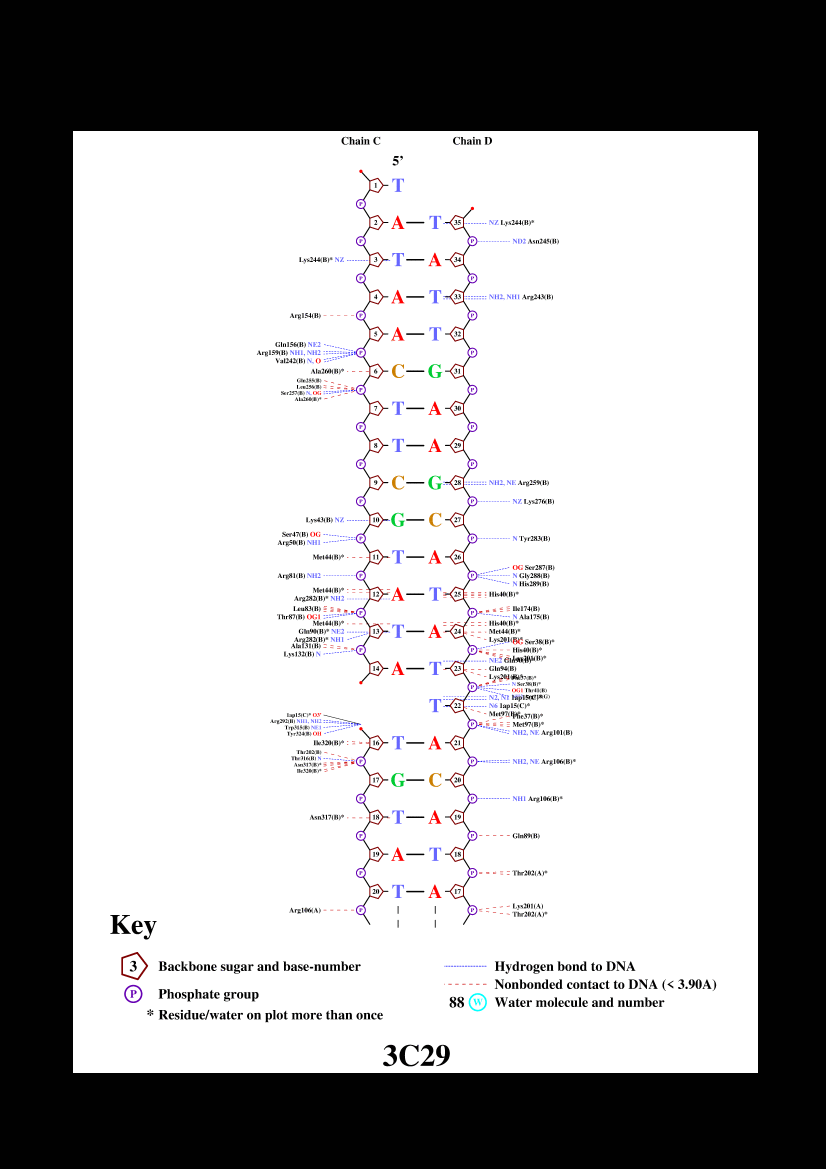 Chain C Chain D
5'
1 T
P
2 A T 35 NZ Lys244(B)*
P P ND2 Asn245(B)
Lys244(B)* NZ 3 T A 34
P P
4 A T 33 NH2, NH1 Arg243(B)
Arg154(B) P P
5 A T 32
Gln156(B) NE2
Arg159(B) NH1, NH2 P P
Val242(B) N, O
Ala260(B)* 6 C G 31
Gln255(B)
Leu256(B) P P
Ser257(B) N, OG
Ala260(B)*
7 T A 30
P P
8 T A 29
P P
9 C G 28 NH2, NE Arg259(B)
P P NZ Lys276(B)
Lys43(B) NZ 10 G C 27
Ser47(B) OG P P N Tyr283(B)
Arg50(B) NH1
Met44(B)* 11 T A 26
OG Ser287(B)
Arg81(B) NH2 P P N Gly288(B)
N His289(B)
Met44(B)* 12 A T 25 His40(B)*
Arg282(B)* NH2
Leu83(B) P P Ile174(B)
Thr87(B) OG1 N Ala175(B)
Met44(B)* His40(B)*
Gln90(B)* NE2 13 T A 24 Met44(B)*
Arg282(B)* NH1 Lys201(B)*
Ala131(B) OG Ser38(B)*
P P His40(B)*
Lys132(B) N Lys201(B)*
NE2 Gln90(B)*
14 A T 23 Gln94(B)
Lys201(B)*
P N Ser38(B)*
OG1 Thr41(B)
N2, N1 Iap15(C)*
T 22 N6 Iap15(C)*
Met97(B)*
Iap15(C)* O3' Phe37(B)*
Arg292(B) NH1, NH2 P Met97(B)*
Trp315(B) NE1 NH2, NE Arg101(B)
Tyr324(B) OH
Ile320(B)* 16 T A 21
Thr202(B)
Thr316(B) N P P NH2, NE Arg106(B)*
Asn317(B)*
Ile320(B)*
17 G C 20
P P NH1 Arg106(B)*
Asn317(B)* 18 T A 19
P P Gln89(B)
19 A T 18
P P Thr202(A)*
20 T A 17
Arg106(A) P P Lys201(A)
Thr202(A)*
Key
3 Backbone sugar and base-number Hydrogen bond to DNA
Nonbonded contact to DNA (< 3.90A)
P Phosphate group 88 W Water molecule and number
* Residue/water on plot more than once
3C29